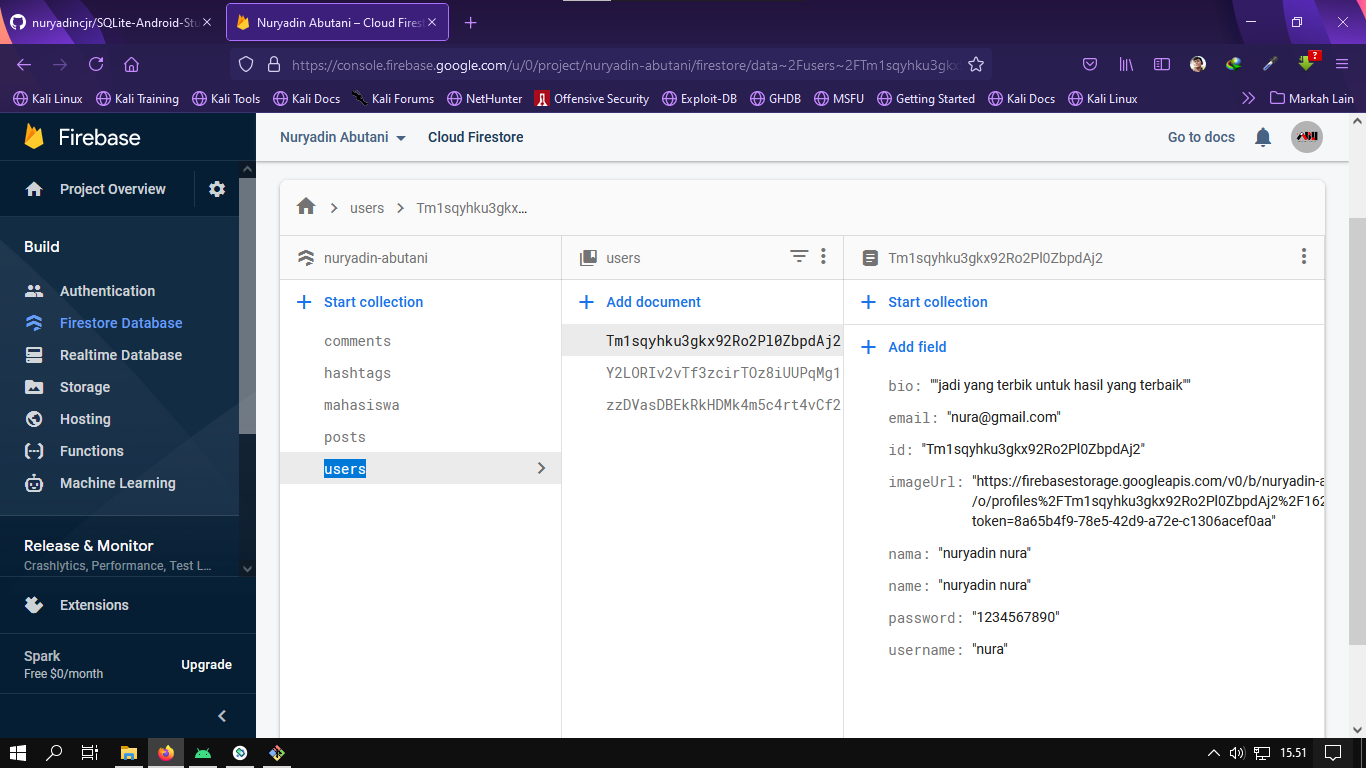 nuryadincjr/SQLite-Android-Stu
Nuryadin Abutani – Cloud Firest
https://console.firebase.google.com/u/0/project/nuryadin-abutani/firestore/data~2Fusers~2FTm1sqyhku3gkx
Kali Linux
Kali Training
Kali Tools
Kali Docs
Kali Forums
NetHunter
Offensive Security
Exploit-DB
GHDB
MSFU
Getting Started
Kali Docs
Kali Linux
Markah Lain
Firebase
Nuryadin Abutani
Cloud Firestore
Go to docs
Project Overview
Build
Authentication
Firestore Database
Realtime Database
Storage
Hosting
Functions
Machine Learning
Release & Monitor
Crashlytics, Performance, Test L...
Extensions
Spark
Free $0/month
Upgrade
users
Tm1sqyhku3gkx...
nuryadin-abutani
Start collection
comments
hashtags
mahasiswa
posts
users
users
Add document
Tm1sqyhku3gkx92Ro2Pl0ZbpdAj2
Y2LORIv2vTf3zcirTOz8iUUPqMg1
zzDVasDBEkRkHDMk4m5c4rt4vCf2
Tm1sqyhku3gkx92Ro2Pl0ZbpdAj2
Start collection
Add field
bio: ""jadi yang terbik untuk hasil yang terbaik""
email: "nura@gmail.com"
id: "Tm1sqyhku3gkx92Ro2Pl0ZbpdAj2"
imageUrl: "https://firebasestorage.googleapis.com/v0/b/nuryadin-a
/o/profiles%2FTm1sqyhku3gkx92Ro2Pl0ZbpdAj2%2F162
token=8a65b4f9-78e5-42d9-a72e-c1306acef0aa"
nama: "nuryadin nura"
name: "nuryadin nura"
password: "1234567890"
username: "nura"
15.51